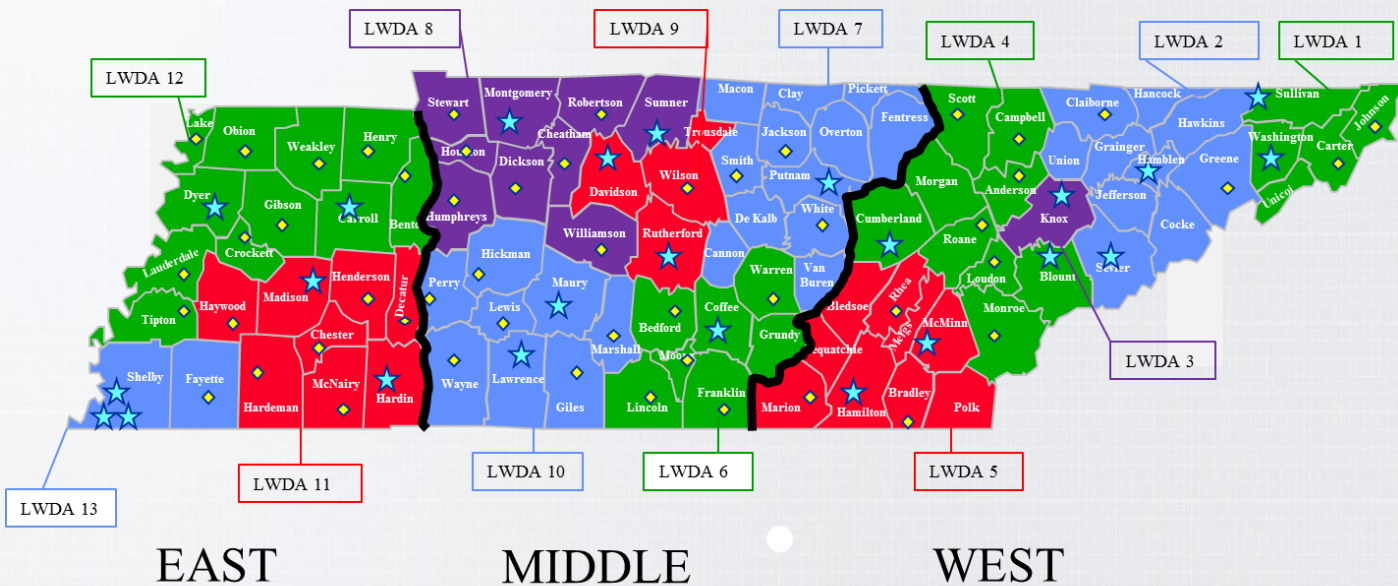 LWDA 8
LWDA 9
LWDA 7
LWDA 4
LWDA 2
LWDA 1
LWDA 12
Stewart
Montgomery
Robertson
Sumner
Macon
Clay
Pickett
Scott
Campbell
Claiborne
Hancock
Sullivan
Johnson
Lake
Obion
Weakley
Henry
Houston
Cheatham
Trousdale
Jackson
Overton
Fentress
Hawkins
Washington
Carter
Dickson
Smith
Putnam
Union
Grainger
Hamblen
Greene
Dyer
Gibson
Carroll
Benton
Humphreys
Davidson
Wilson
De Kalb
White
Morgan
Anderson
Knox
Jefferson
Unicoi
Crockett
Williamson
Rutherford
Cumberland
Roane
Cocke
Lauderdale
Hickman
Cannon
Warren
Van
Buren
Loudon
Blount
Sevier
Haywood
Madison
Henderson
Decatur
Perry
Lewis
Maury
Bedford
Coffee
Bledsoe
Rhea
Meigs
McMinn
Monroe
Tipton
Chester
Marshall
Moore
Grundy
equatchie
Shelby
Fayette
Hardeman
McNairy
Hardin
Wayne
Lawrence
Giles
Lincoln
Franklin
Marion
Hamilton
Bradley
Polk
LWDA 3
LWDA 13
LWDA 11
LWDA 10
LWDA 6
LWDA 5
EAST
MIDDLE
WEST